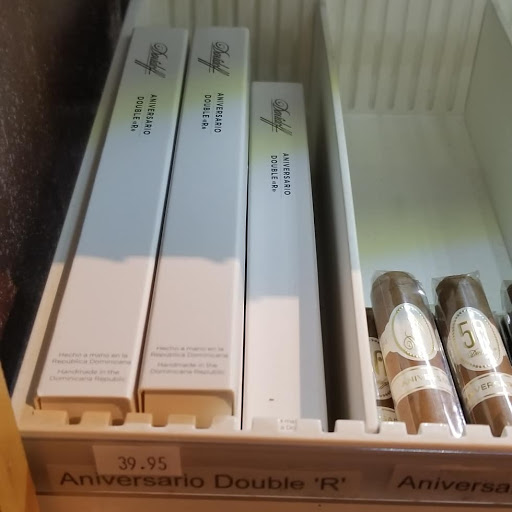 Davidoff
ANIVERSARIO
DOUBLE «R»
Davidoff
ANIVERSARIO
DOUBLE «R»
Davidoff
ANIVERSARIO
DOUBLE «R»
Hecho a mano en la
República Dominicana
Handmade in the
Dominican Republic
Hecho a mano en la
República Dominicana
Handmade in the
Dominican Republic
39.95
Aniversario Double 'R'
Aniversa